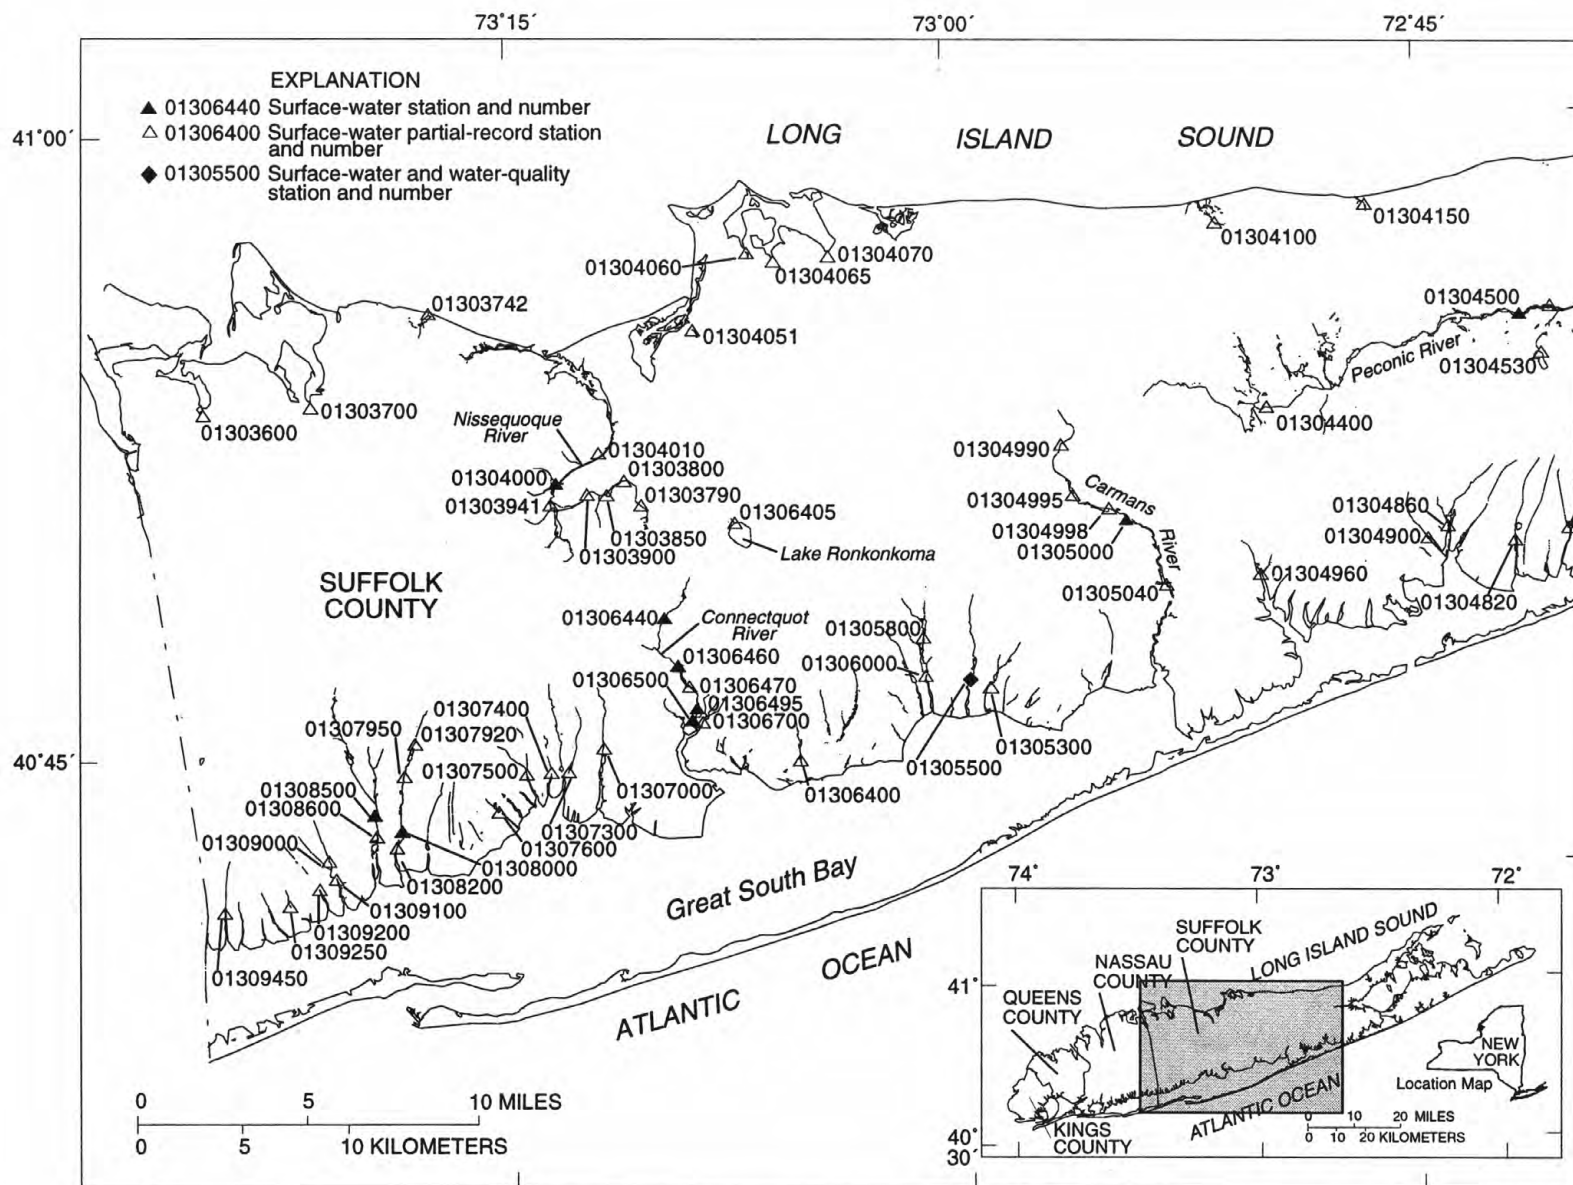 73°15′
73°00′
72°45′
EXPLANATION
01306440 Surface-water station and number
01306400 Surface-water partial-record station
and number
01305500 Surface-water and water-quality
station and number
41°00′
LONG ISLAND SOUND
01304150
01304100
01304070
01304060
01304065
01303742
01304500
01304051
Peconic River
01304530
01303700
01303600
01304400
Nissequoque
River
01304010
01304990
01304000
01303800
01303790
01303941
01304995
Carmans
River
01304860
01306405
01304998
01303850
01304900
01305000
01303900
Lake Ronkonkoma
SUFFOLK
COUNTY
01304960
01305040
01304820
01306440
Connectquot
River
01305800
01306460
01306000
01306500
01306470
01306495
01306700
01307400
01307950
01307920
01305300
40°45′
01305500
01307500
01307000
01306400
01308500
01308600
01307300
01309000
01307600
01308000
01308200
01309100
Great South Bay
01309200
01309250
01309450
ATLANTIC OCEAN
0 5 10 MILES
0 5 10 KILOMETERS
74°
73°
72°
SUFFOLK
COUNTY
LONG ISLAND SOUND
NASSAU
COUNTY
41°
QUEENS
COUNTY
NEW
YORK
Location Map
ATLANTIC OCEAN
0 10 20 MILES
0 10 20 KILOMETERS
KINGS
COUNTY
40°
30′